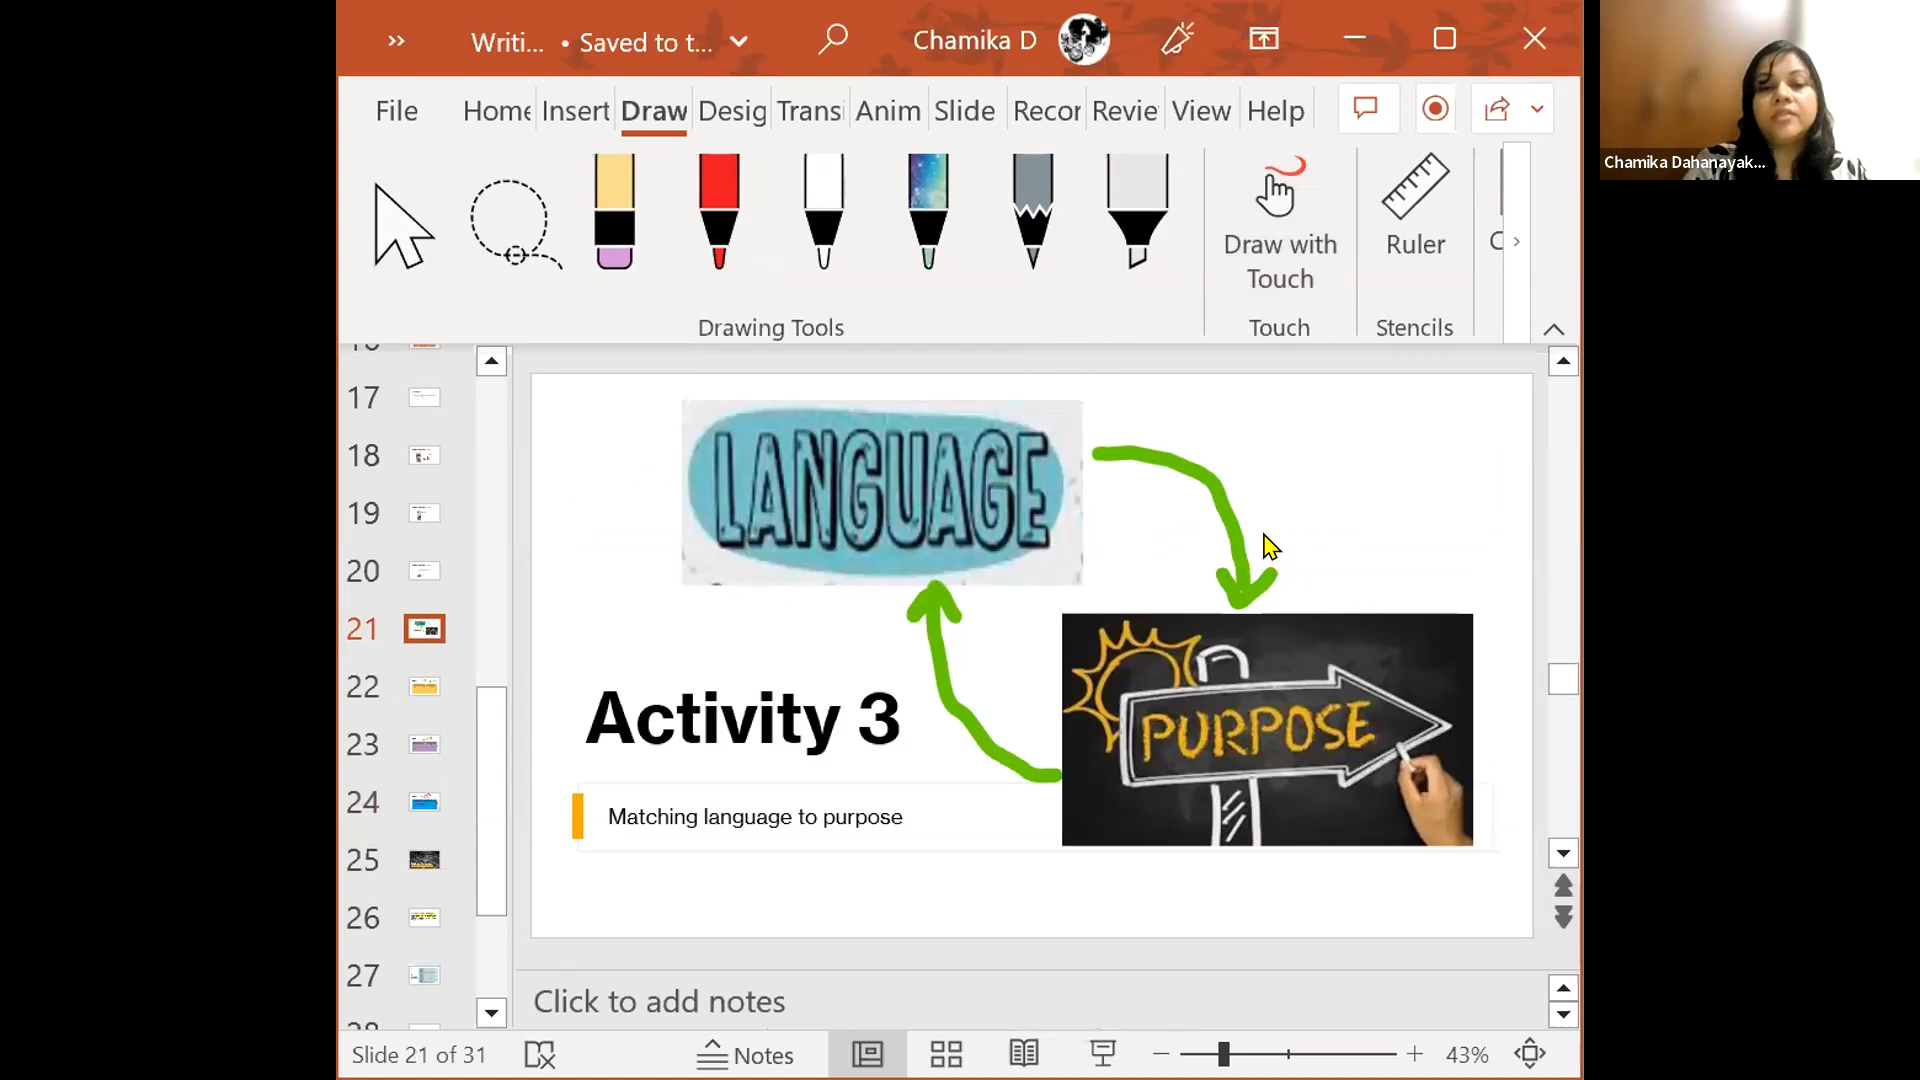 Writi... • Saved to t...
Chamika D
File Home Insert Draw Desig Trans Anim Slide Recor Revie View Help
Draw with
Touch
Ruler
Drawing Tools
Touch
Stencils
Chamika Dahanayak...
17
18
19
20
21
22
23
24
25
26
27
LANGUAGE
PURPOSE
Activity 3
Matching language to purpose
Click to add notes
Slide 21 of 31
Notes
43%